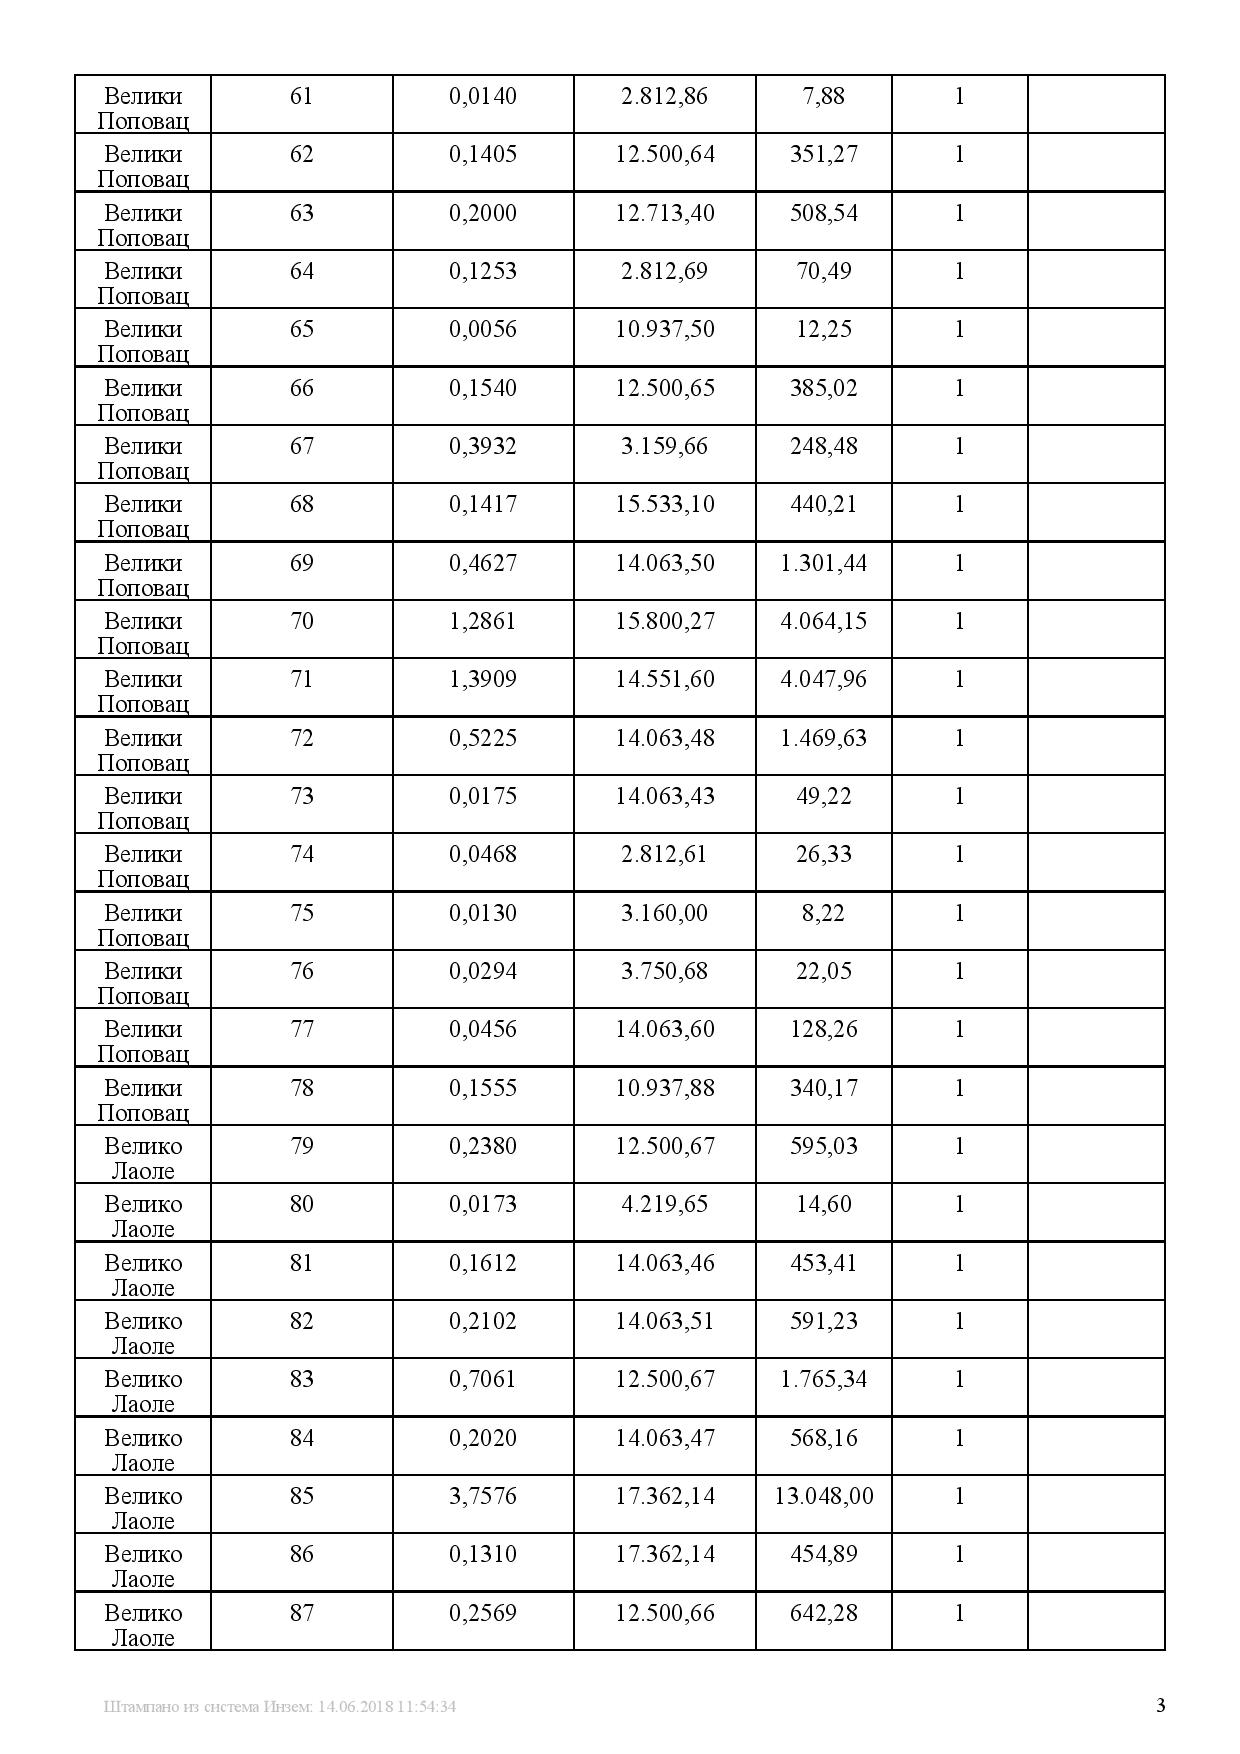 Велики 61 0,0140 2.812,86 7,88 1
Поповац
Велики 62 0,1405 12.500,64 351,27 1
Поповац
Велики 63 0,2000 12.713,40 508,54 1
Поповац
Велики 64 0,1253 2.812,69 70,49 1
Поповац
Велики 65 0,0056 10.937,50 12,25 1
Поповац
Велики 66 0,1540 12.500,65 385,02 1
Поповац
Велики 67 0,3932 3.159,66 248,48 1
Поповац
Велики 68 0,1417 15.533,10 440,21 1
Поповац
Велики 69 0,4627 14.063,50 1.301,44 1
Поповац
Велики 70 1,2861 15.800,27 4.064,15 1
Поповац
Велики 71 1,3909 14.551,60 4.047,96 1
Поповац
Велики 72 0,5225 14.063,48 1.469,63 1
Поповац
Велики 73 0,0175 14.063,43 49,22 1
Поповац
Велики 74 0,0468 2.812,61 26,33 1
Поповац
Велики 75 0,0130 3.160,00 8,22 1
Поповац
Велики 76 0,0294 3.750,68 22,05 1
Поповац
Велики 77 0,0456 14.063,60 128,26 1
Поповац
Велики 78 0,1555 10.937,88 340,17 1
Поповац
Велико 79 0,2380 12.500,67 595,03 1
Лаоле
Велико 80 0,0173 4.219,65 14,60 1
Лаоле
Велико 81 0,1612 14.063,46 453,41 1
Лаоле
Велико 82 0,2102 14.063,51 591,23 1
Лаоле
Велико 83 0,7061 12.500,67 1.765,34 1
Лаоле
Велико 84 0,2020 14.063,47 568,16 1
Лаоле
Велико 85 3,7576 17.362,14 13.048,00 1
Лаоле
Велико 86 0,1310 17.362,14 454,89 1
Лаоле
Велико 87 0,2569 12.500,66 642,28 1
Лаоле
Штампано из система Инзем: 14.06.2018 11:54:34 3